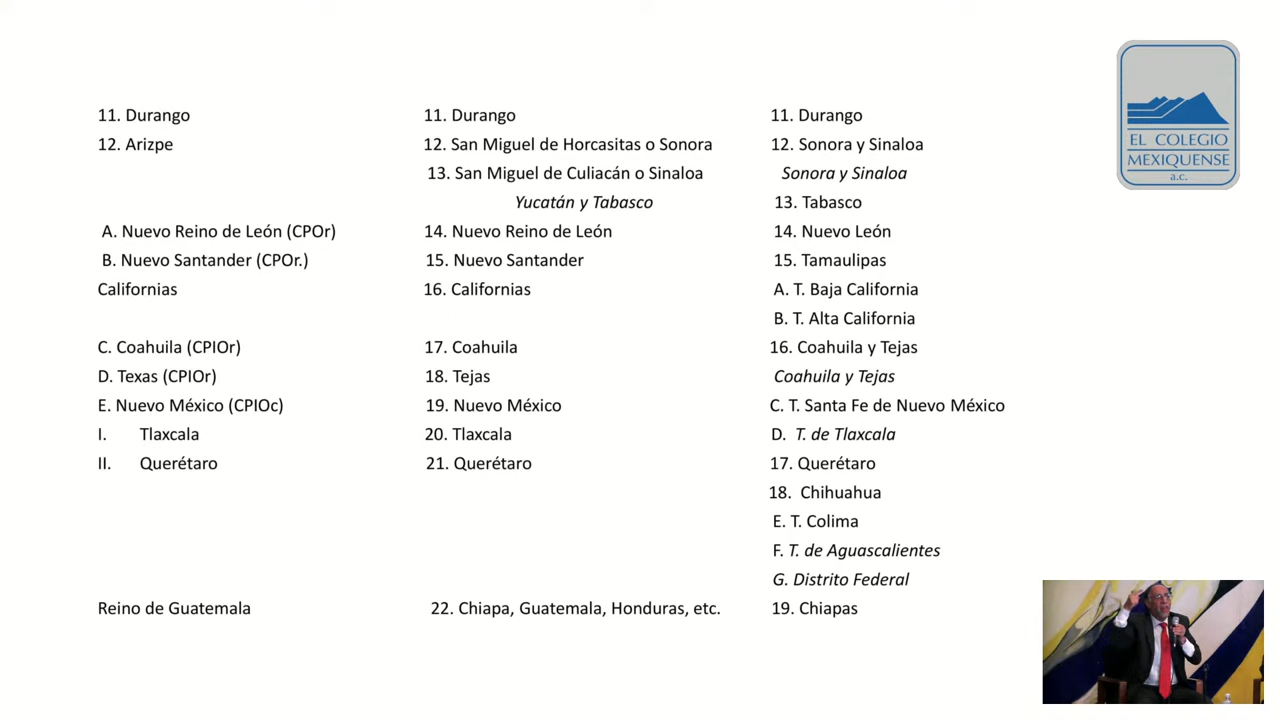 11. Durango
12. Arizpe
A. Nuevo Reino de León (CPOr)
B. Nuevo Santander (CPOr.)
Californias
C. Coahuila (CPIOr)
D. Texas (CPIOr)
E. Nuevo México (CPIOc)
I. Tlaxcala
II. Querétaro
Reino de Guatemala
11. Durango
12. San Miguel de Horcasitas o Sonora
13. San Miguel de Culiacán o Sinaloa
Yucatán y Tabasco
14. Nuevo Reino de León
15. Nuevo Santander
16. Californias
17. Coahuila
18. Tejas
19. Nuevo México
20. Tlaxcala
21. Querétaro
22. Chiapa, Guatemala, Honduras, etc.
11. Durango
12. Sonora y Sinaloa
Sonora y Sinaloa
13. Tabasco
14. Nuevo León
15. Tamaulipas
A. T. Baja California
B. T. Alta California
16. Coahuila y Tejas
Coahuila y Tejas
C. T. Santa Fe de Nuevo México
D. T. de Tlaxcala
17. Querétaro
18. Chihuahua
E. T. Colima
F. T. de Aguascalientes
G. Distrito Federal
19. Chiapas
EL COLEGIO
MEXIQUENSE
a.c.